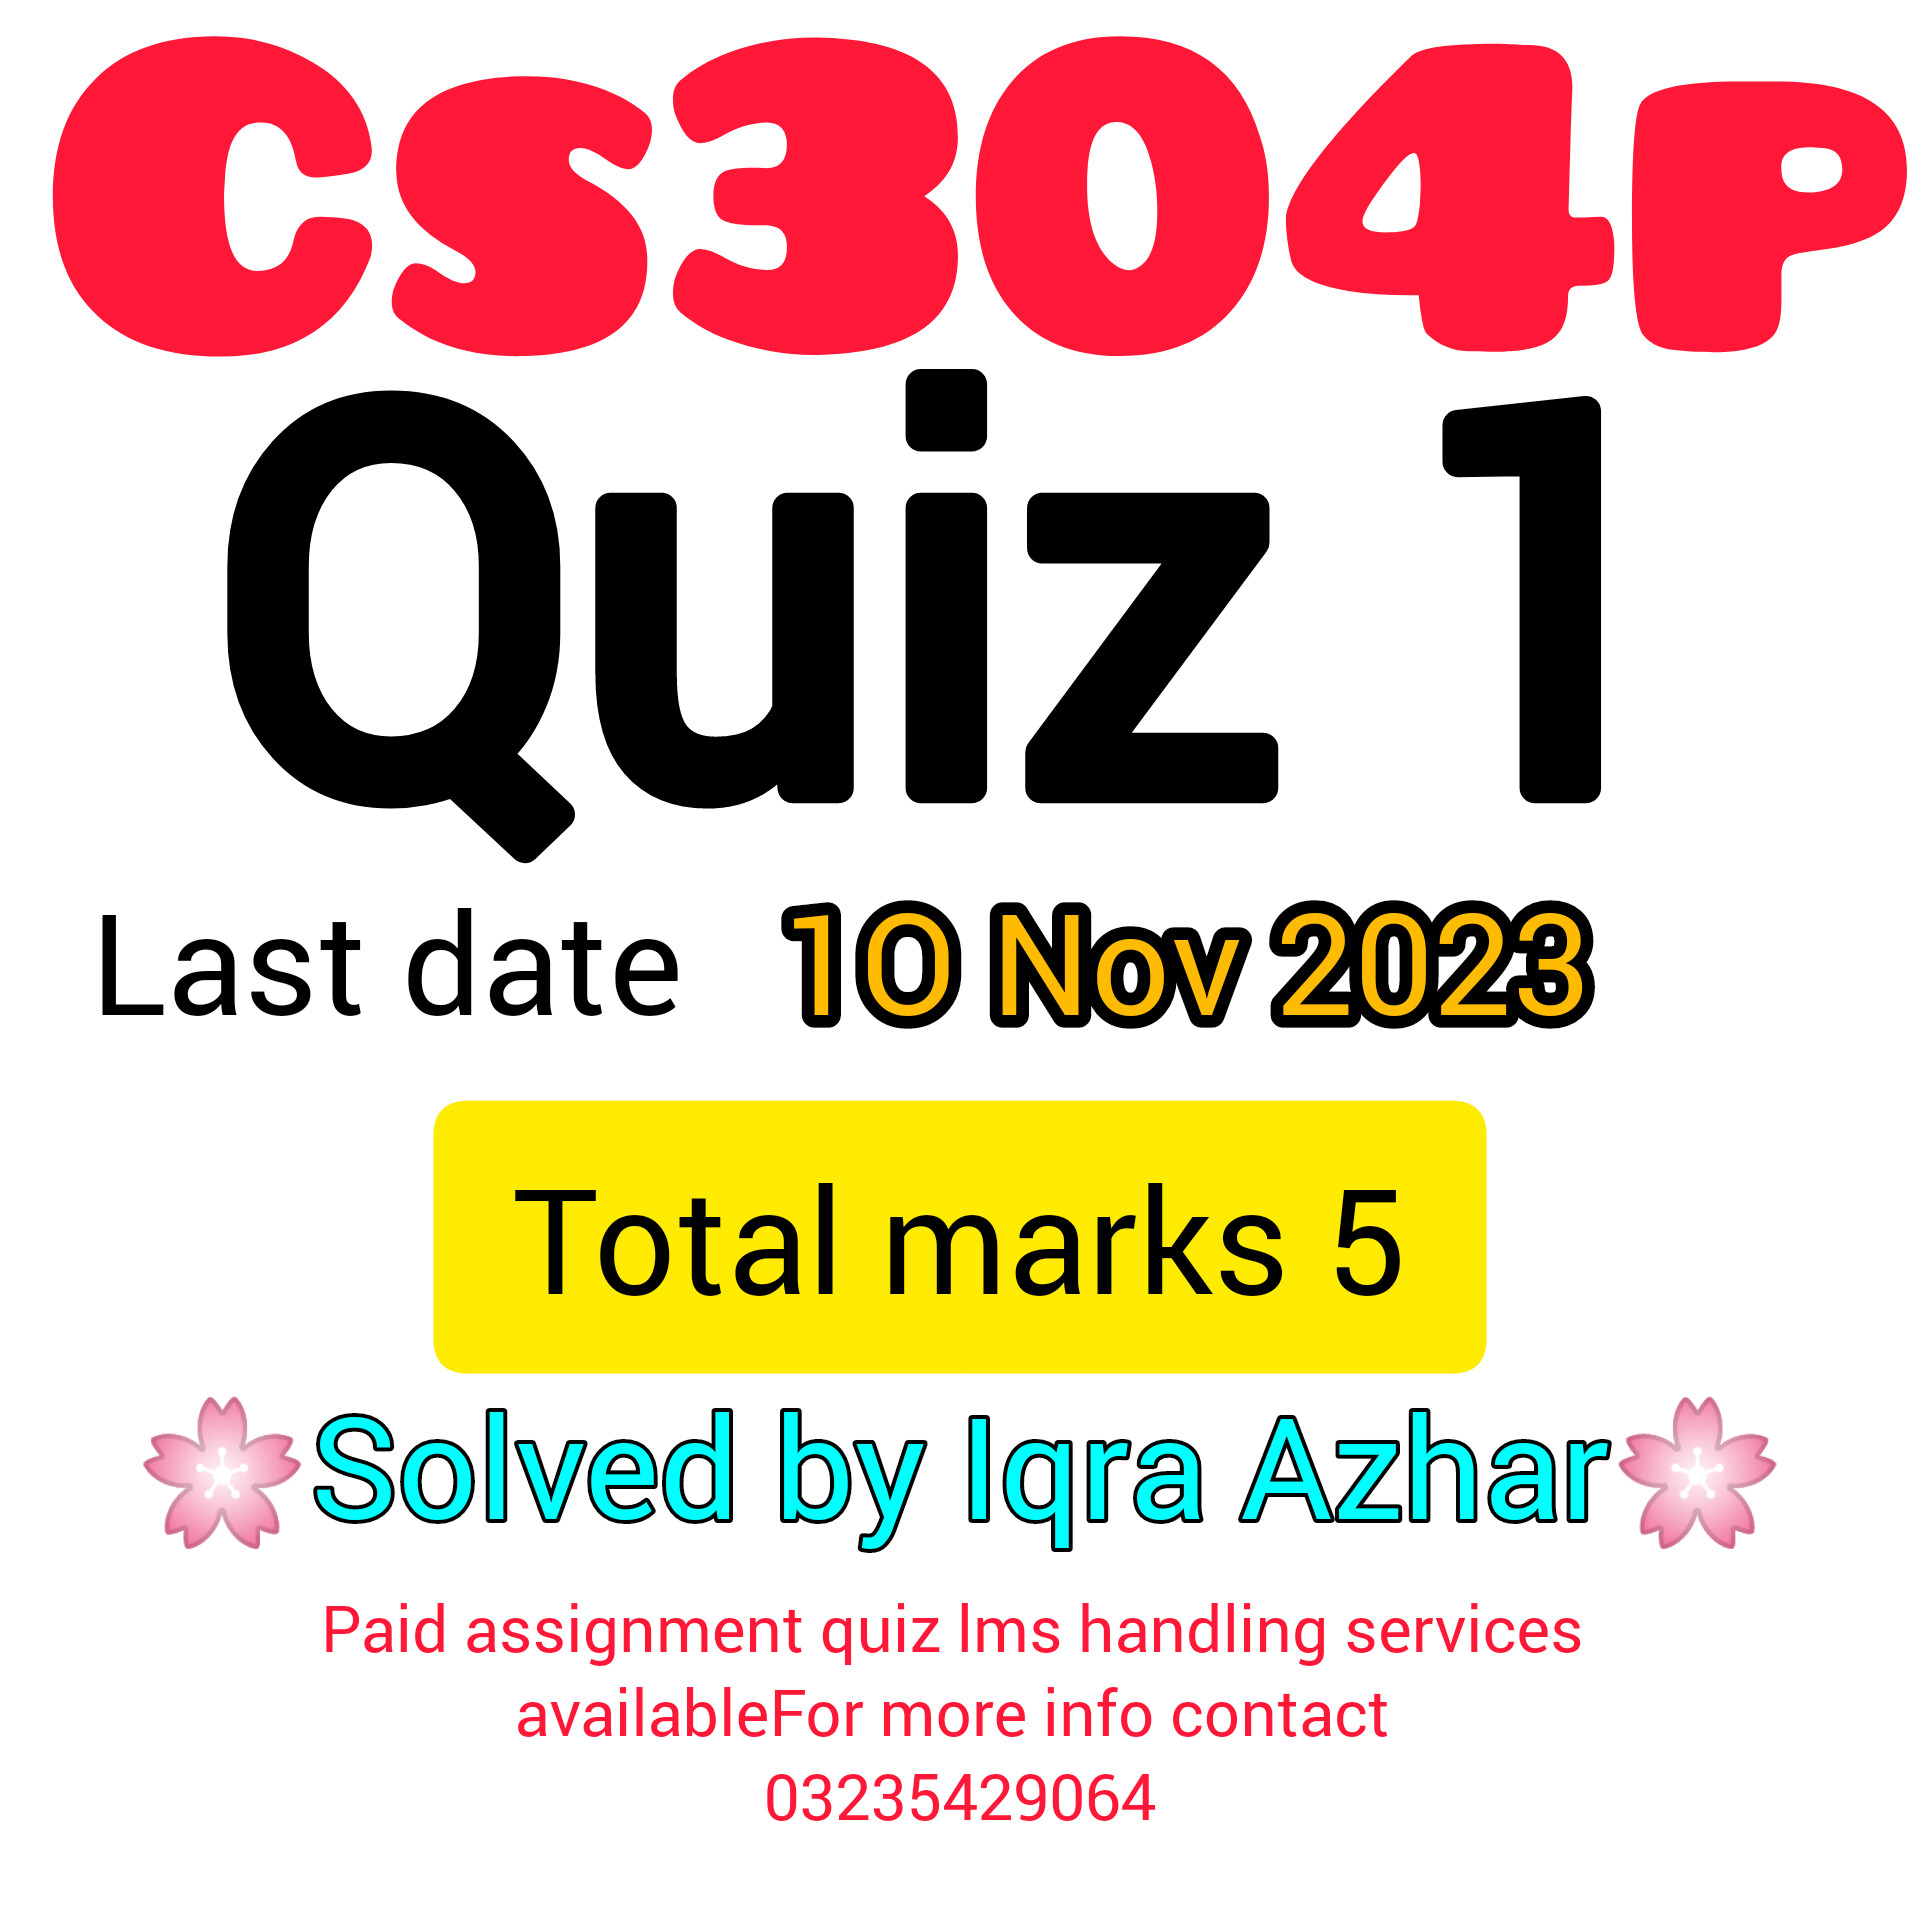 Cs304P
Quiz 1
Last date 10 Nov 2023
Total marks 5
🌸Solved by Iqra Azhar🌸
Paid assignment quiz lms handling services
availableFor more info contact
03235429064